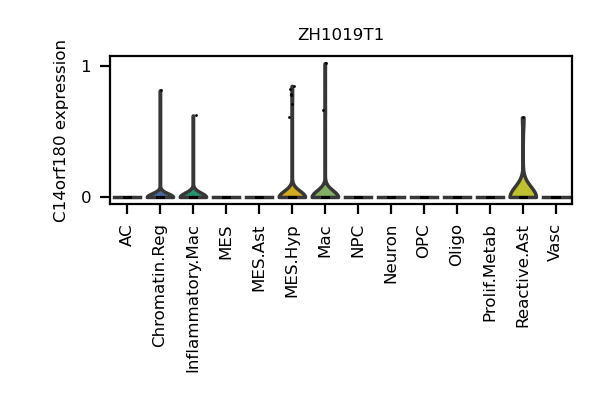 ZH1019T1
C14orf180 expression
1
0
AC
Chromatin.Reg
Inflammatory.Mac
MES
MES.Ast
MES.Hyp
Mac
NPC
Neuron
OPC
Oligo
Prolif.Metab
Reactive.Ast
Vasc